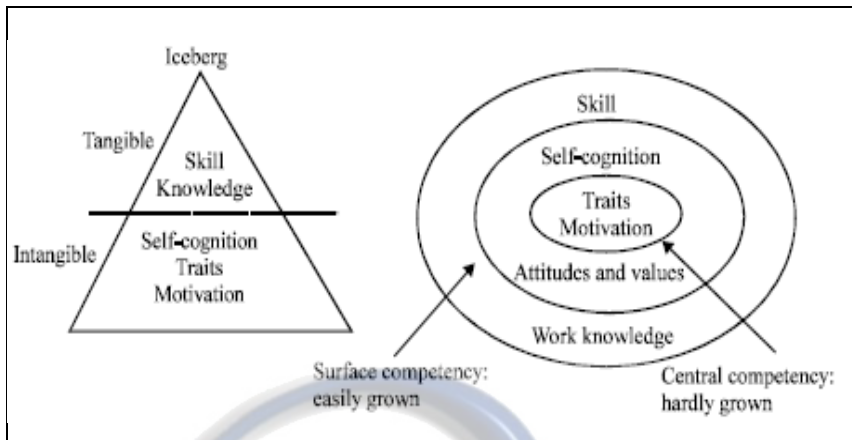 Iceberg
Tangible
Skill
Knowledge
Intangible
Self-cognition
Traits
Motivation
Skill
Self-cognition
Traits
Motivation
Attitudes and values
Work knowledge
Surface competency:
easily grown
Central competency:
hardly grown